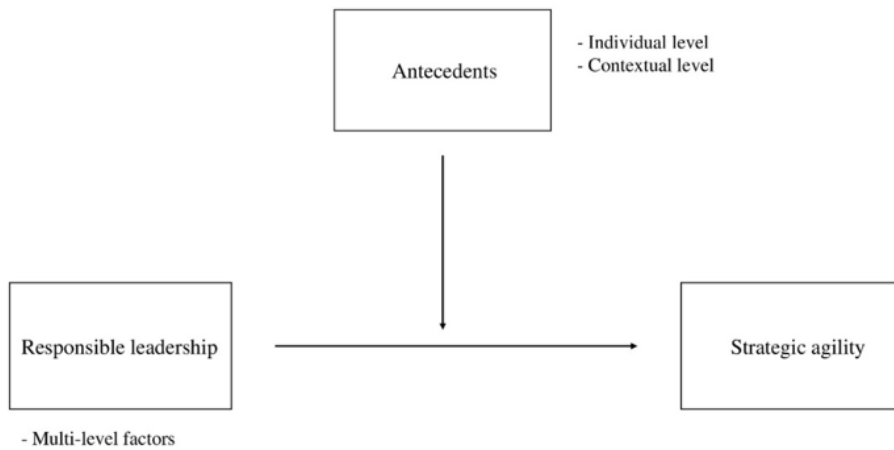 Antecedents
- Individual level
- Contextual level
Responsible leadership
Strategic agility
- Multi-level factors